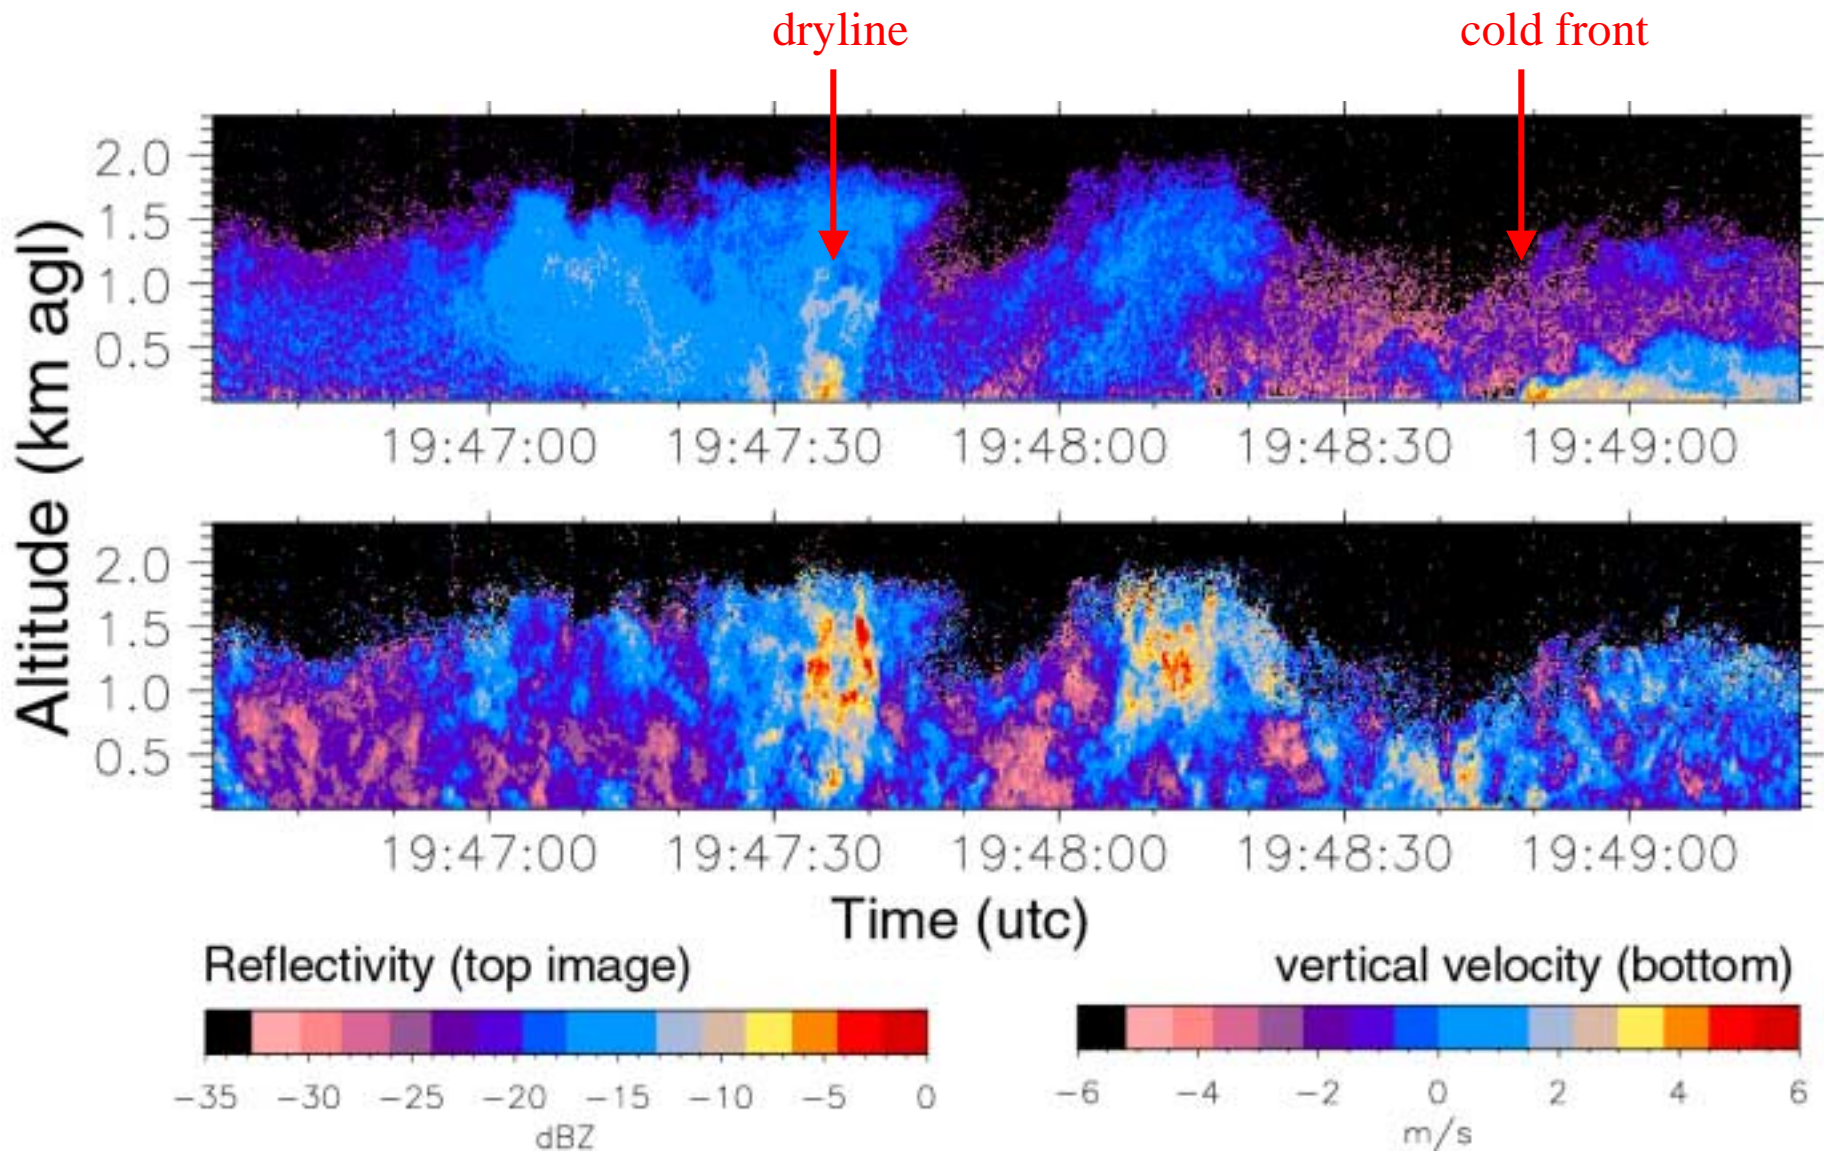 dryline cold front
2.0
1.5
1.0
0.5
19:47:00 19:47:30 19:48:00 19:48:30 19:49:00
Altitude (km agl)
2.0
1.5
1.0
0.5
19:47:00 19:47:30 19:48:00 19:48:30 19:49:00
Time (utc)
Reflectivity (top image)
-35 -30 -25 -20 -15 -10 -5 0
dBZ
vertical velocity (bottom)
-6 -4 -2 0 2 4 6
m/s